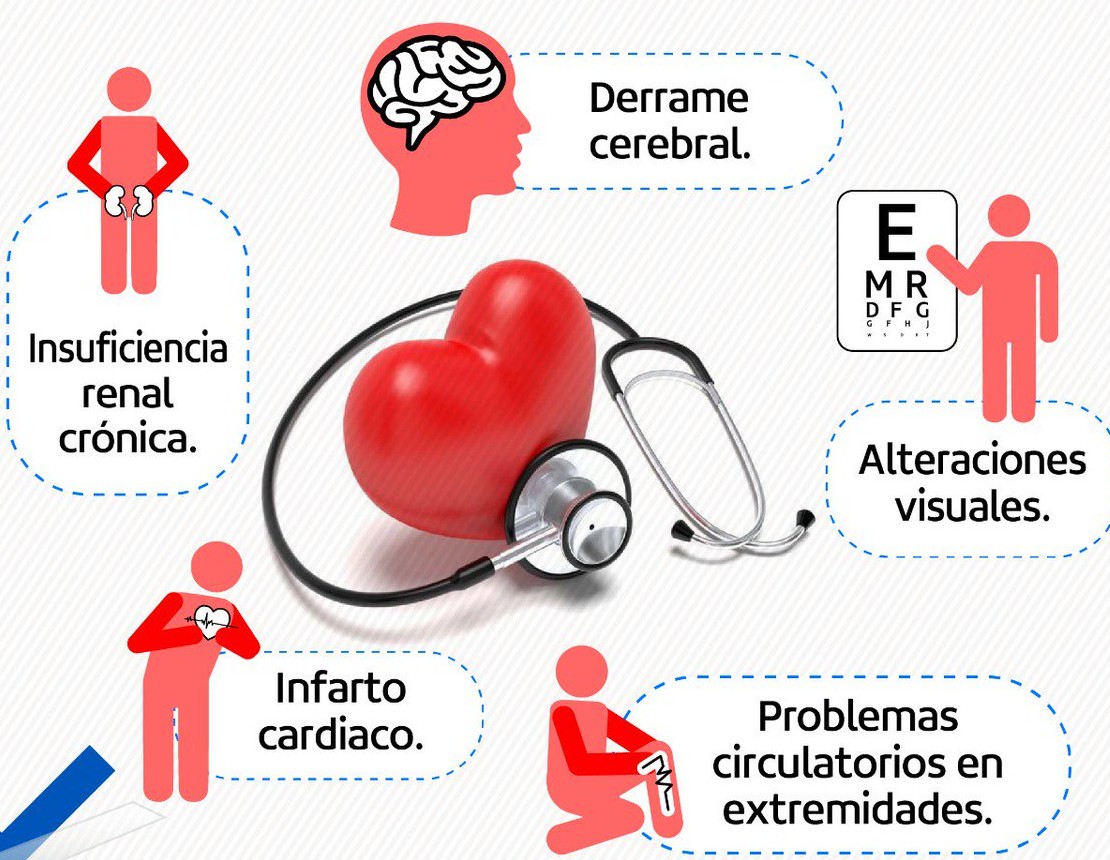 Derrame
cerebral.
E
M R
D F G
G F H J
Insuficiencia
renal
crónica.
Alteraciones
visuales.
Infarto
cardiaco.
Problemas
circulatorios en
extremidades.